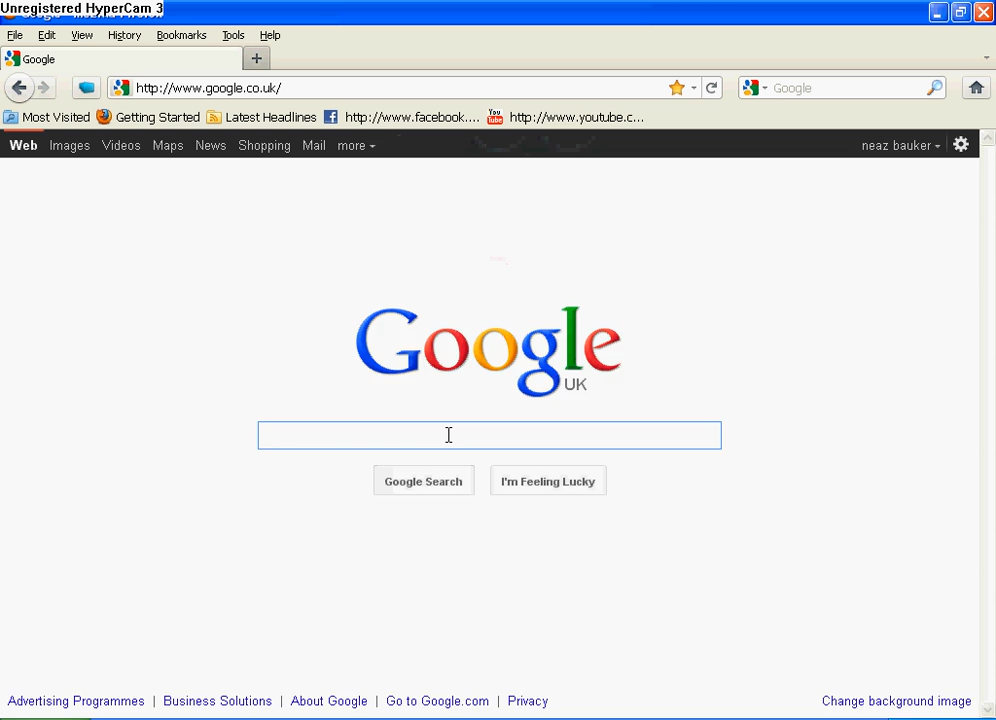 Unregistered HyperCam 3
File Edit View History Bookmarks Tools Help
Google
http://www.google.co.uk/ Google
Most Visited Getting Started Latest Headlines http://www.facebook.... You Tube http://www.youtube.c...
Web Images Videos Maps News Shopping Mail more neaz bauker
Google
UK
Google Search I'm Feeling Lucky
Advertising Programmes | Business Solutions | About Google | Go to Google.com | Privacy Change background image